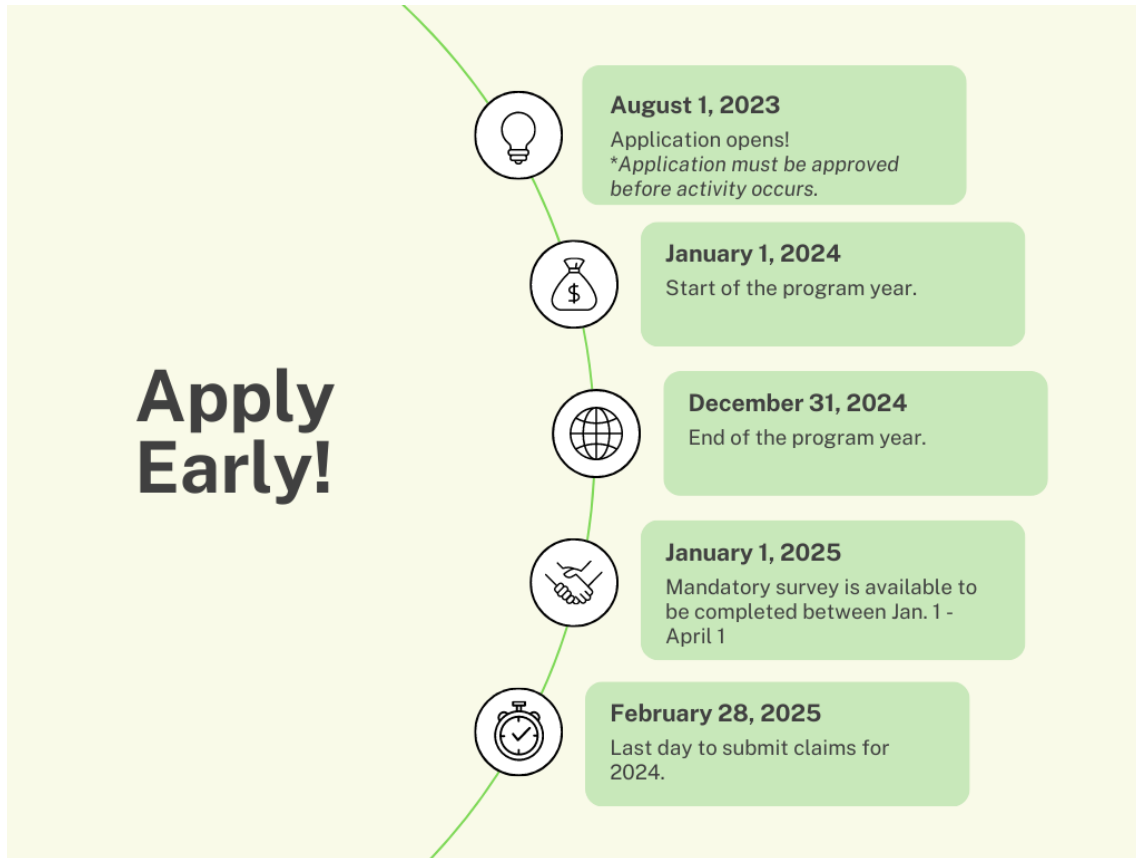 Apply
Early!
August 1, 2023
Application opens!
*Application must be approved
before activity occurs.
January 1, 2024
Start of the program year.
December 31, 2024
End of the program year.
January 1, 2025
Mandatory survey is available to
be completed between Jan. 1 -
April 1
February 28, 2025
Last day to submit claims for
2024.